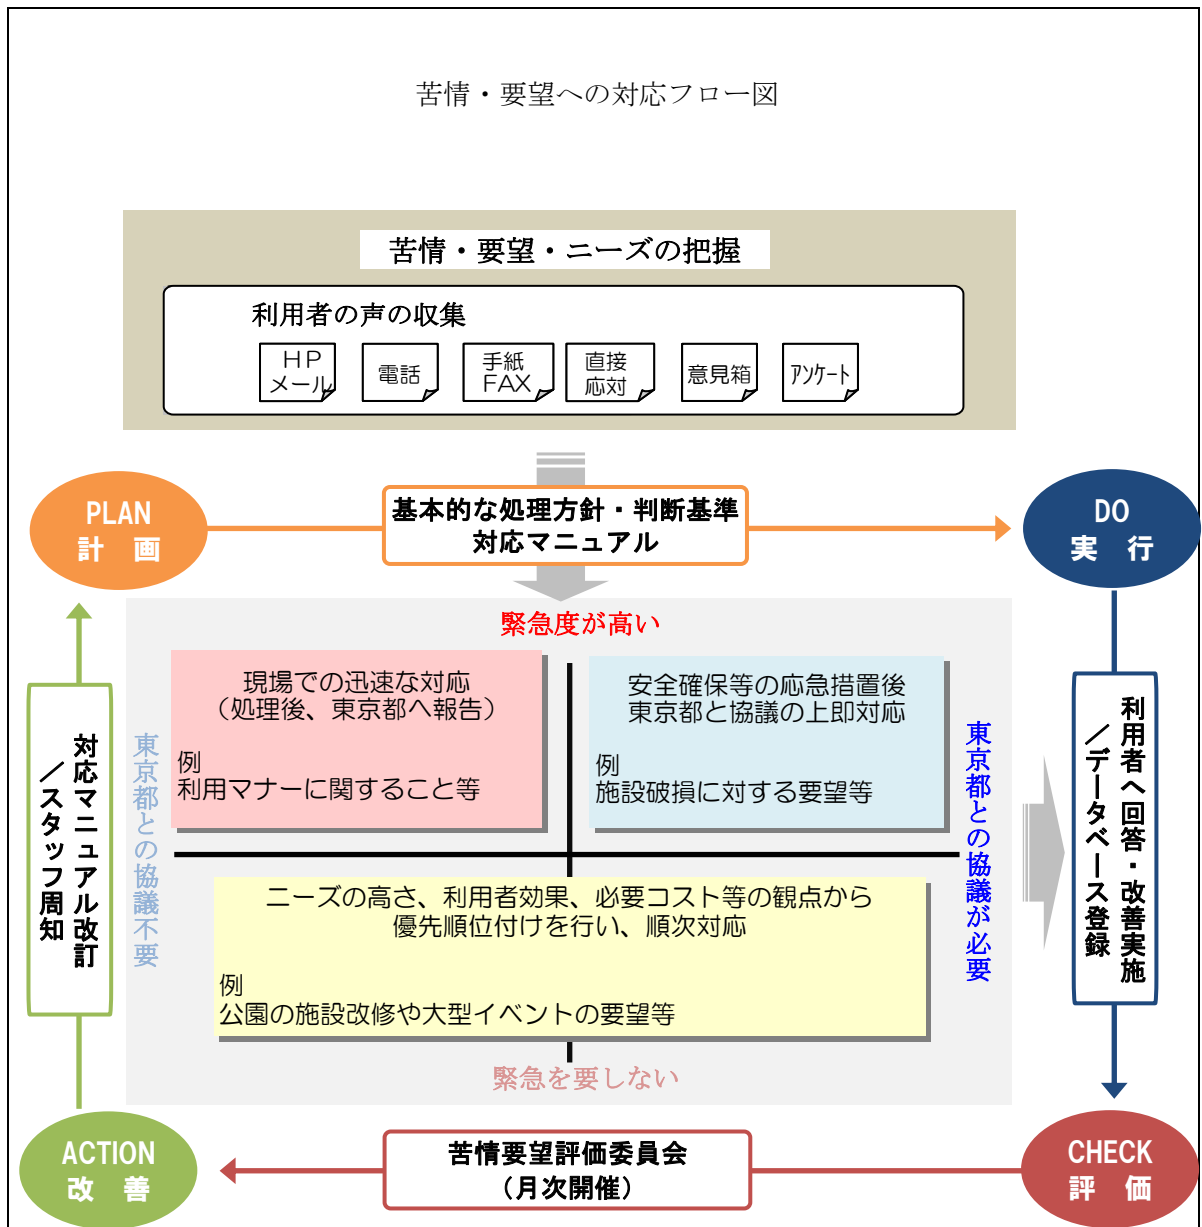 苦情・要望への対応フロー図
苦情・要望・ニーズの把握
利用者の声の収集
HP
メール
電話
手紙
FAX
直接
応対
意見箱
アンケート
PLAN
計　画
基本的な処理方針・判断基準
対応マニュアル
DO
実　行
緊急度が高い
現場での迅速な対応
（処理後、東京都へ報告）
例
利用マナーに関すること等
安全確保等の応急措置後
東京都と協議の上即対応
例
施設破損に対する要望等
東京都との協議不要
東京都との協議が必要
ニーズの高さ、利用者効果、必要コスト等の観点から
優先順位付けを行い、順次対応
例
公園の施設改修や大型イベントの要望等
緊急を要しない
利用者へ回答・改善実施
／データベース登録
対応マニュアル改訂
／スタッフ周知
ACTION
改　善
苦情要望評価委員会
（月次開催）
CHECK
評　価